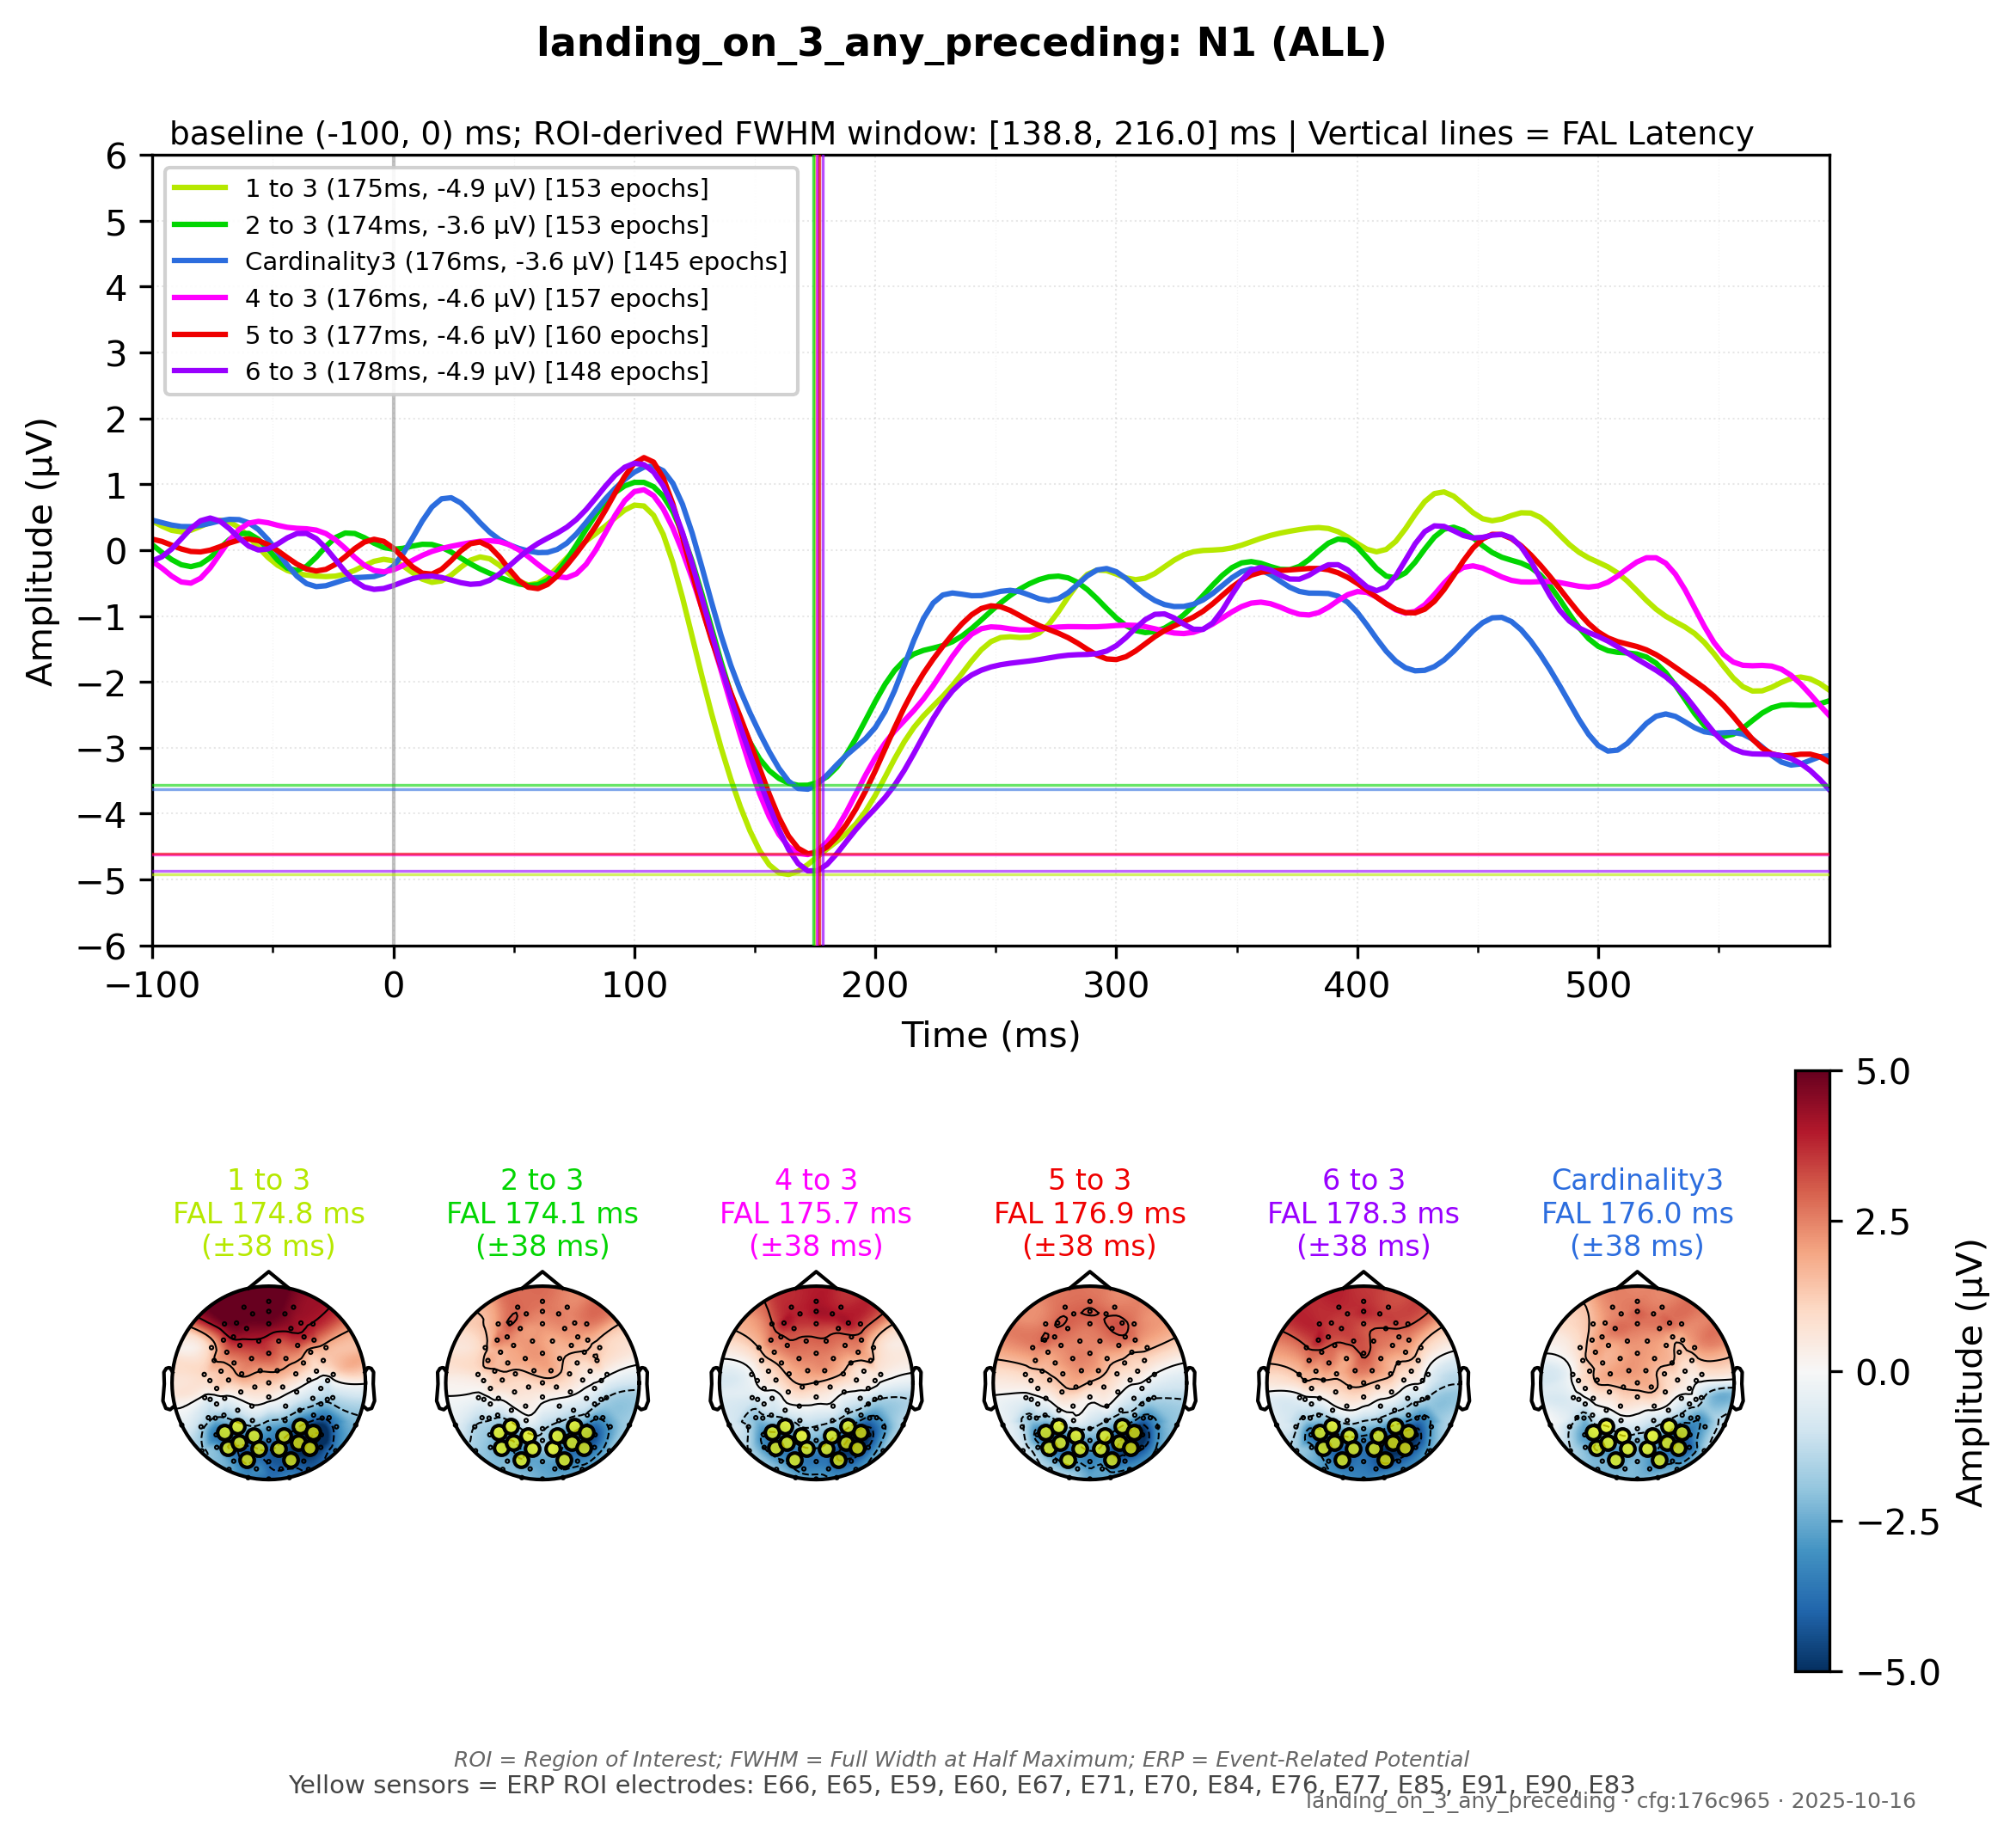 landing_on_3_any_preceding: N1 (ALL)
baseline (-100, 0) ms; ROI-derived FWHM window: [138.8, 216.0] ms | Vertical lines = FAL Latency
6
5
4
3
2
1
0
−1
−2
−3
−4
−5
−6
Amplitude (µV)
1 to 3 (175ms, -4.9 µV) [153 epochs]
2 to 3 (174ms, -3.6 µV) [153 epochs]
Cardinality3 (176ms, -3.6 µV) [145 epochs]
4 to 3 (176ms, -4.6 µV) [157 epochs]
5 to 3 (177ms, -4.6 µV) [160 epochs]
6 to 3 (178ms, -4.9 µV) [148 epochs]
−100 0 100 200 300 400 500
Time (ms)
1 to 3
FAL 174.8 ms
(±38 ms)
2 to 3
FAL 174.1 ms
(±38 ms)
4 to 3
FAL 175.7 ms
(±38 ms)
5 to 3
FAL 176.9 ms
(±38 ms)
6 to 3
FAL 178.3 ms
(±38 ms)
Cardinality3
FAL 176.0 ms
(±38 ms)
5.0
2.5
0.0
−2.5
−5.0
Amplitude (µV)
ROI = Region of Interest; FWHM = Full Width at Half Maximum; ERP = Event-Related Potential
Yellow sensors = ERP ROI electrodes: E66, E65, E59, E60, E67, E71, E70, E84, E76, E77, E85, E91, E90, E83
landing_on_3_any_preceding · cfg:176c965 · 2025-10-16